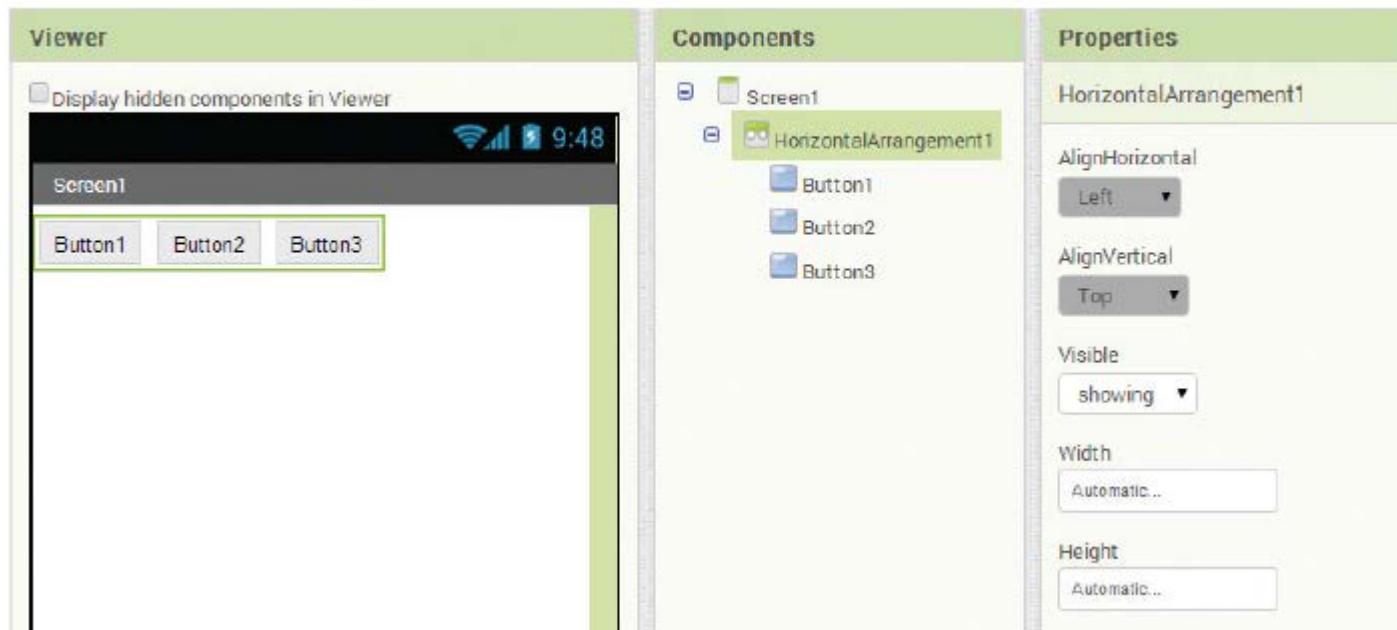 Viewer
Display hidden components in Viewer
9:48
Screen1
Button1 Button2 Button3
Components
Screen1
HorizontalArrangement1
Button1
Button2
Button3
Properties
HorizontalArrangement1
AlignHorizontal
Left
AlignVertical
Top
Visible
showing
Width
Automatic...
Height
Automatic...